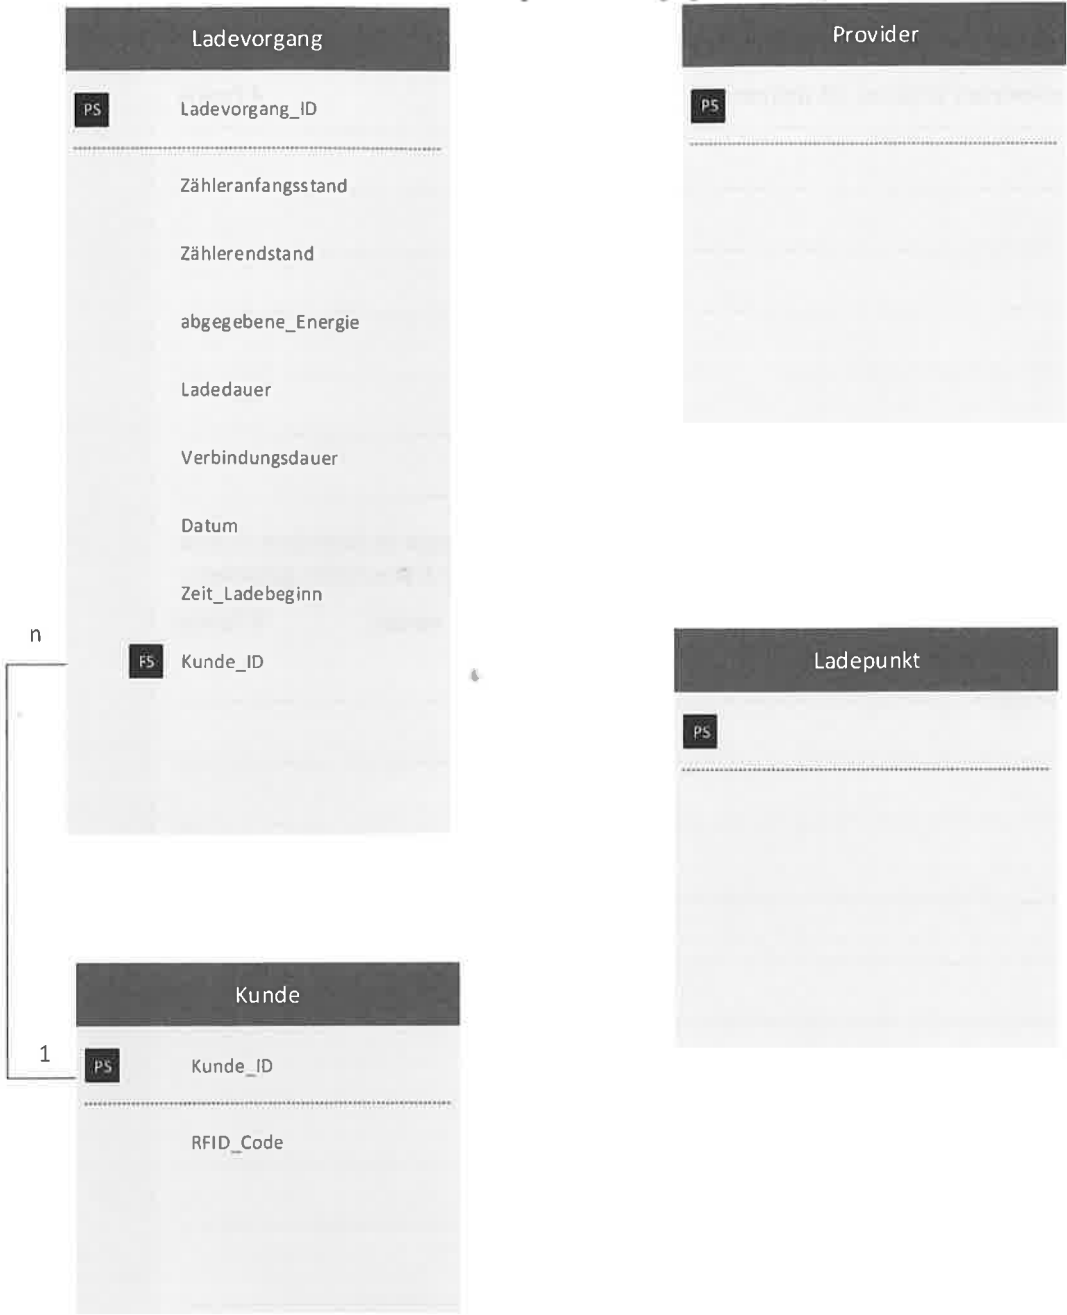 Ladevorgang
PS Ladevorgang_ID
Zähleranfangsstand
Zählerendstand
abgegebene_Energie
Ladedauer
Verbindungsdauer
Datum
Zeit_Ladebeginn
n
FS Kunde_ID
Provider
PS
Ladepunkt
PS
Kunde
1
PS Kunde_ID
RFID_Code